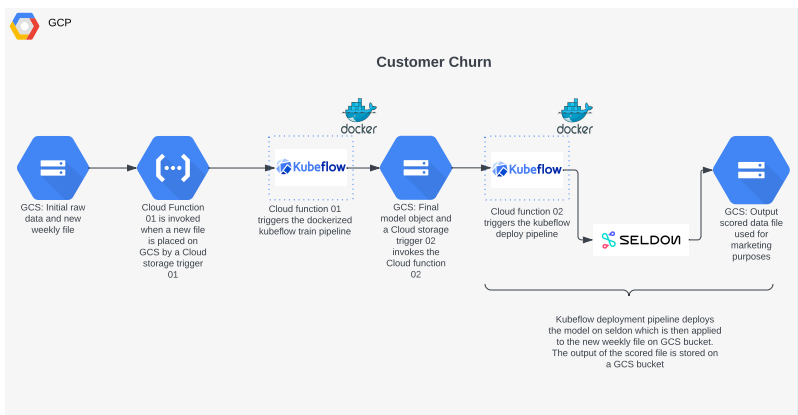 GCP
Customer Churn
docker
docker
Kubeflow
Kubeflow
GCS: Initial raw
data and new
weekly file
Cloud Function
01 is invoked
when a new file
is placed on
GCS by a Cloud
storage trigger
01
Cloud function 01
triggers the dockerized
kubeflow train pipeline
GCS: Final
model object and
a Cloud storage
trigger 02
invokes the
Cloud function
02
Cloud function 02
triggers the kubeflow
deploy pipeline
SELDON
GCS: Output
scored data file
used for
marketing
purposes
Kubeflow deployment pipeline deploys
the model on seldon which is then applied
to the new weekly file on GCS bucket.
The output of the scored file is stored on
a GCS bucket